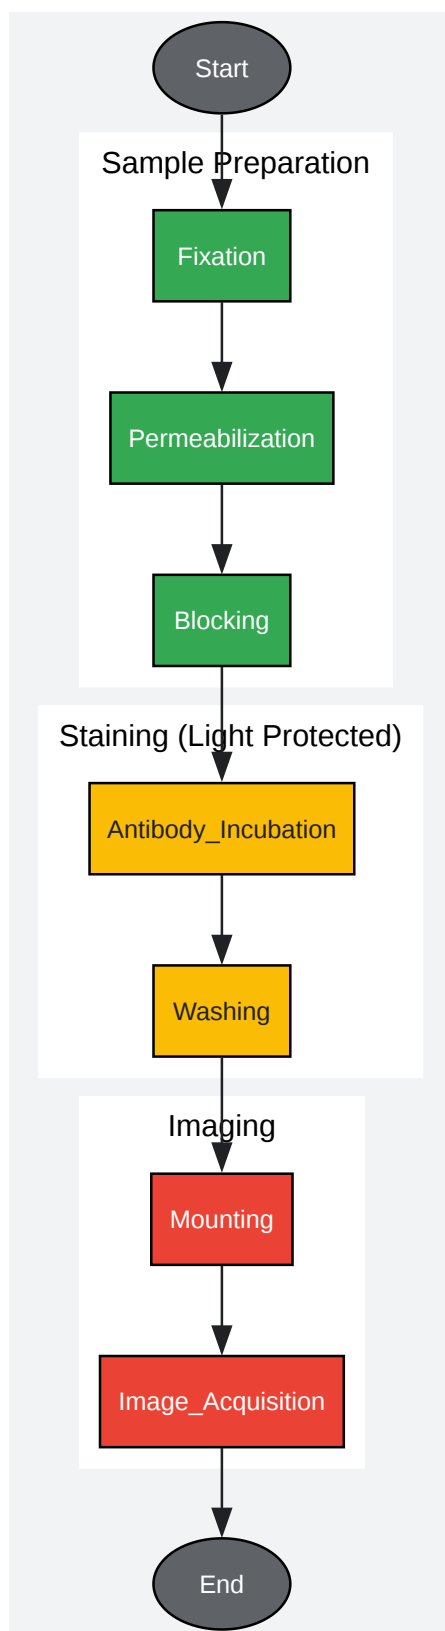 Start
Sample Preparation
Fixation
Permeabilization
Blocking
Staining (Light Protected)
Antibody_Incubation
Washing
Imaging
Mounting
Image_Acquisition
End